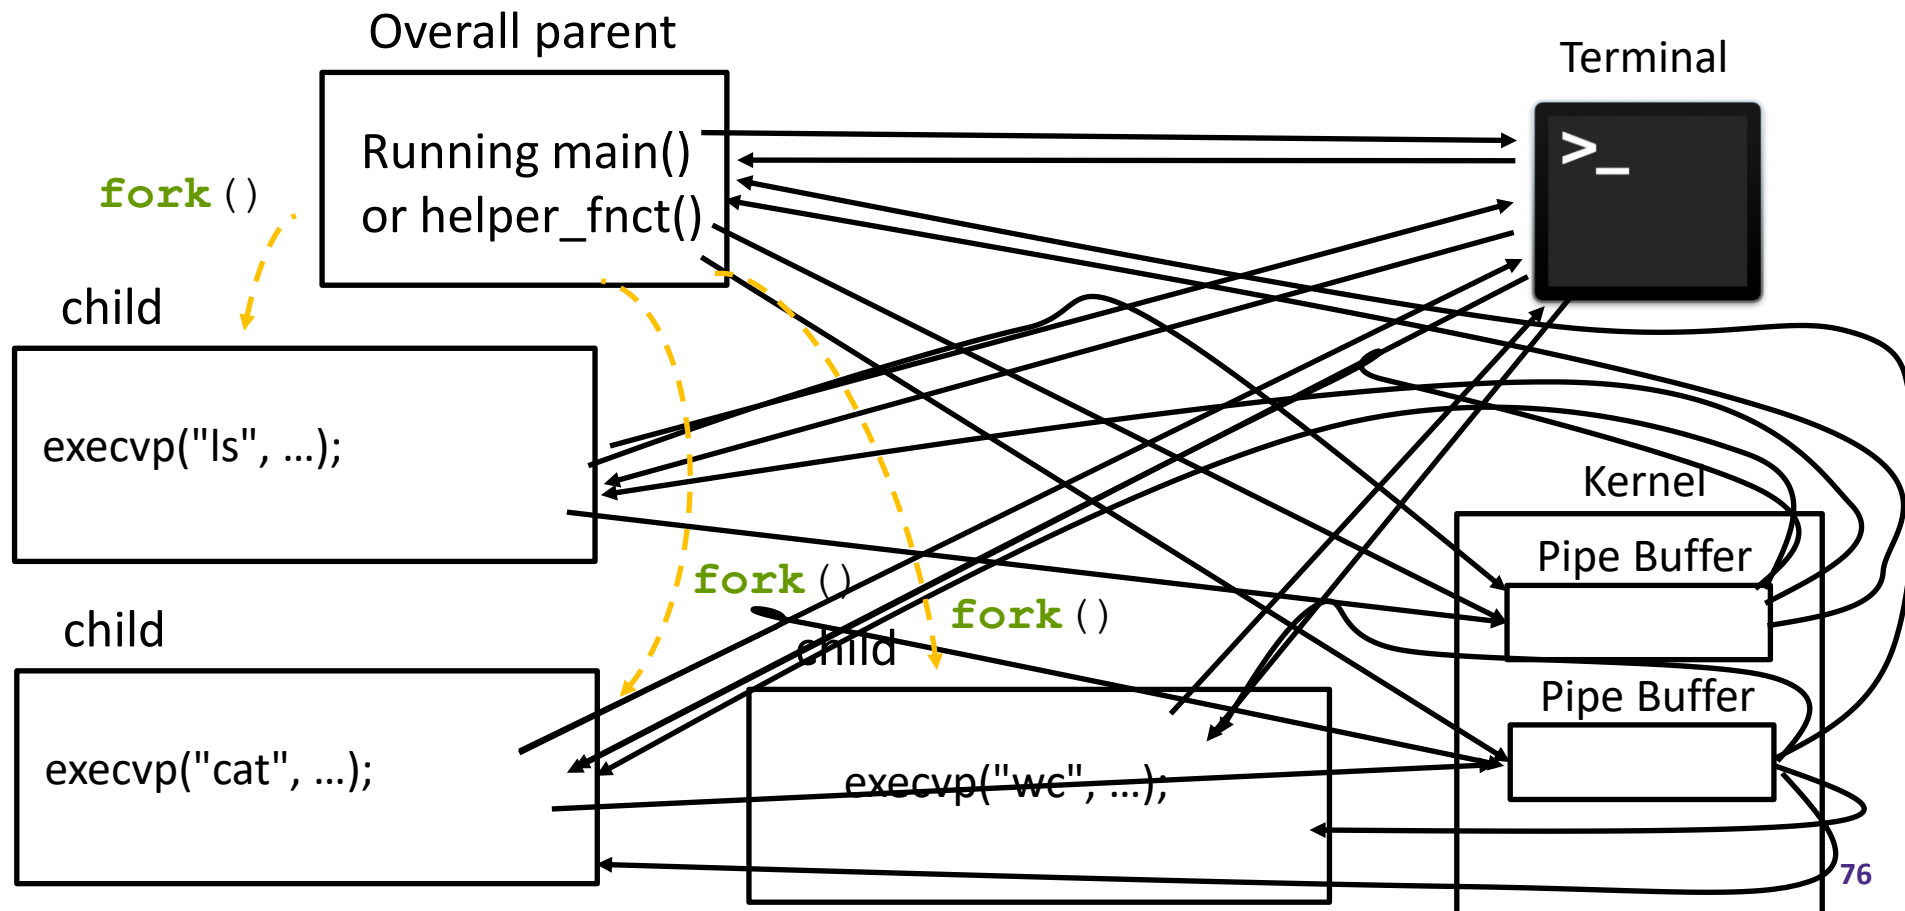 Overall parent
Terminal
Running main()
or helper_fnct()
>_
fork()
child
execvp("ls", …);
Kernel
Pipe Buffer
fork()
fork()
child
child
Pipe Buffer
execvp("cat", …);
execvp("wc", …);
76